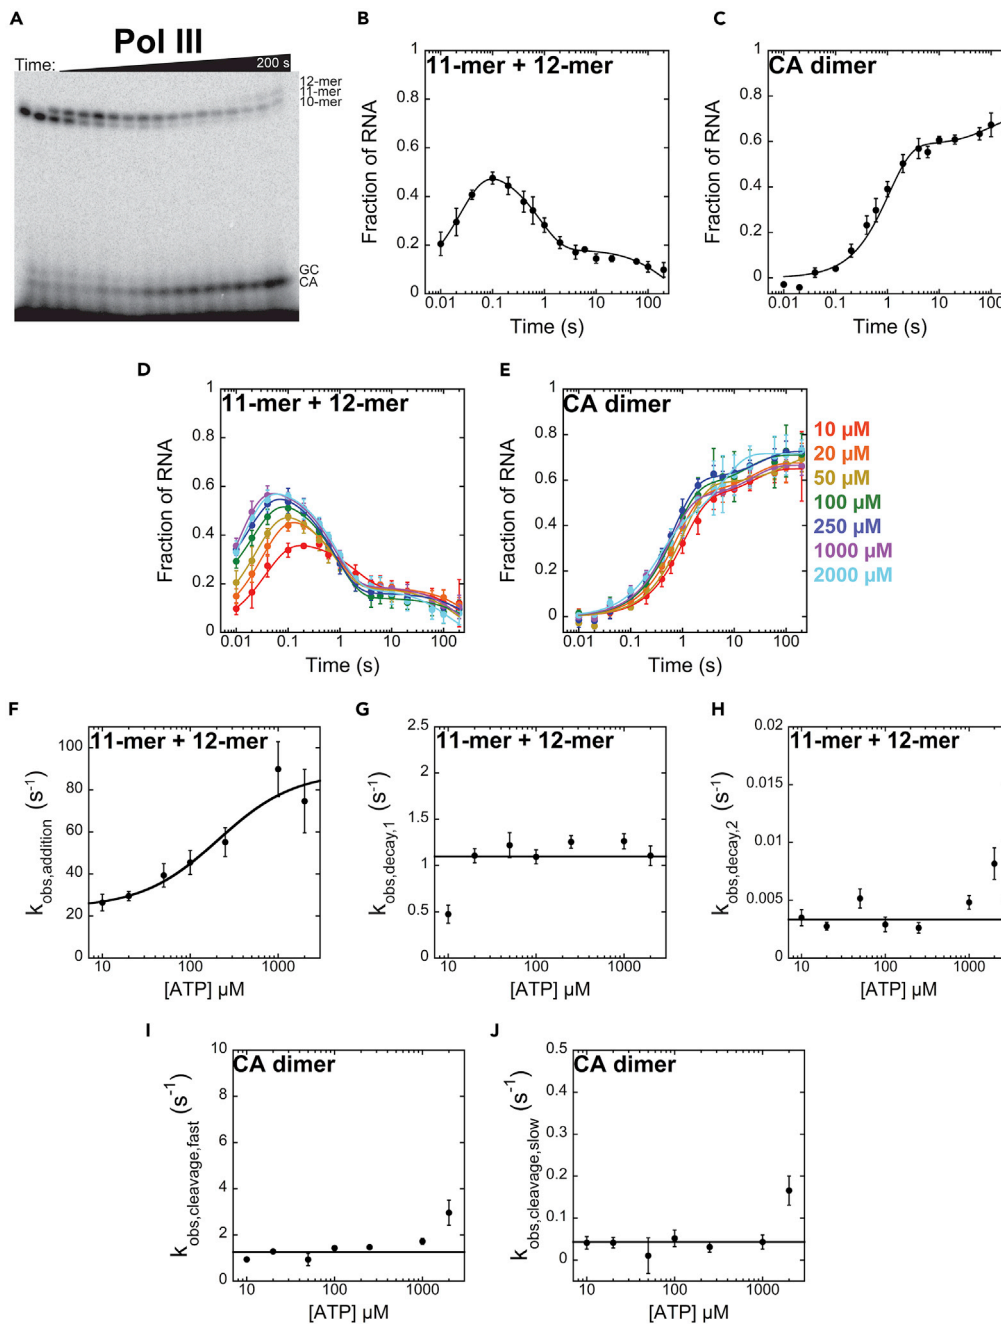 A
Pol III
Time:
200 s
12-mer
11-mer
10-mer
GC
CA
B
11-mer + 12-mer
Fraction of RNA
1
0.8
0.6
0.4
0.2
0
0.01 0.1 1 10 100
Time (s)
C
CA dimer
Fraction of RNA
1
0.8
0.6
0.4
0.2
0
0.01 0.1 1 10 100
Time (s)
D
11-mer + 12-mer
Fraction of RNA
1
0.8
0.6
0.4
0.2
0
0.01 0.1 1 10 100
Time (s)
E
CA dimer
Fraction of RNA
1
0.8
0.6
0.4
0.2
0
0.01 0.1 1 10 100
Time (s)
10 µM
20 µM
50 µM
100 µM
250 µM
1000 µM
2000 µM
F
11-mer + 12-mer
k obs,addition (s-1)
100
80
60
40
20
0
10 100 1000
[ATP] µM
G
11-mer + 12-mer
k obs,decay,1 (s-1)
2.5
2
1.5
1
0.5
0
10 100 1000
[ATP] µM
H
11-mer + 12-mer
k obs,decay,2 (s-1)
0.02
0.015
0.01
0.005
0
10 100 1000
[ATP] µM
I
CA dimer
k obs,cleavage,fast (s-1)
10
8
6
4
2
0
10 100 1000
[ATP] µM
J
CA dimer
k obs,cleavage,slow (s-1)
0.5
0.4
0.3
0.2
0.1
0
10 100 1000
[ATP] µM